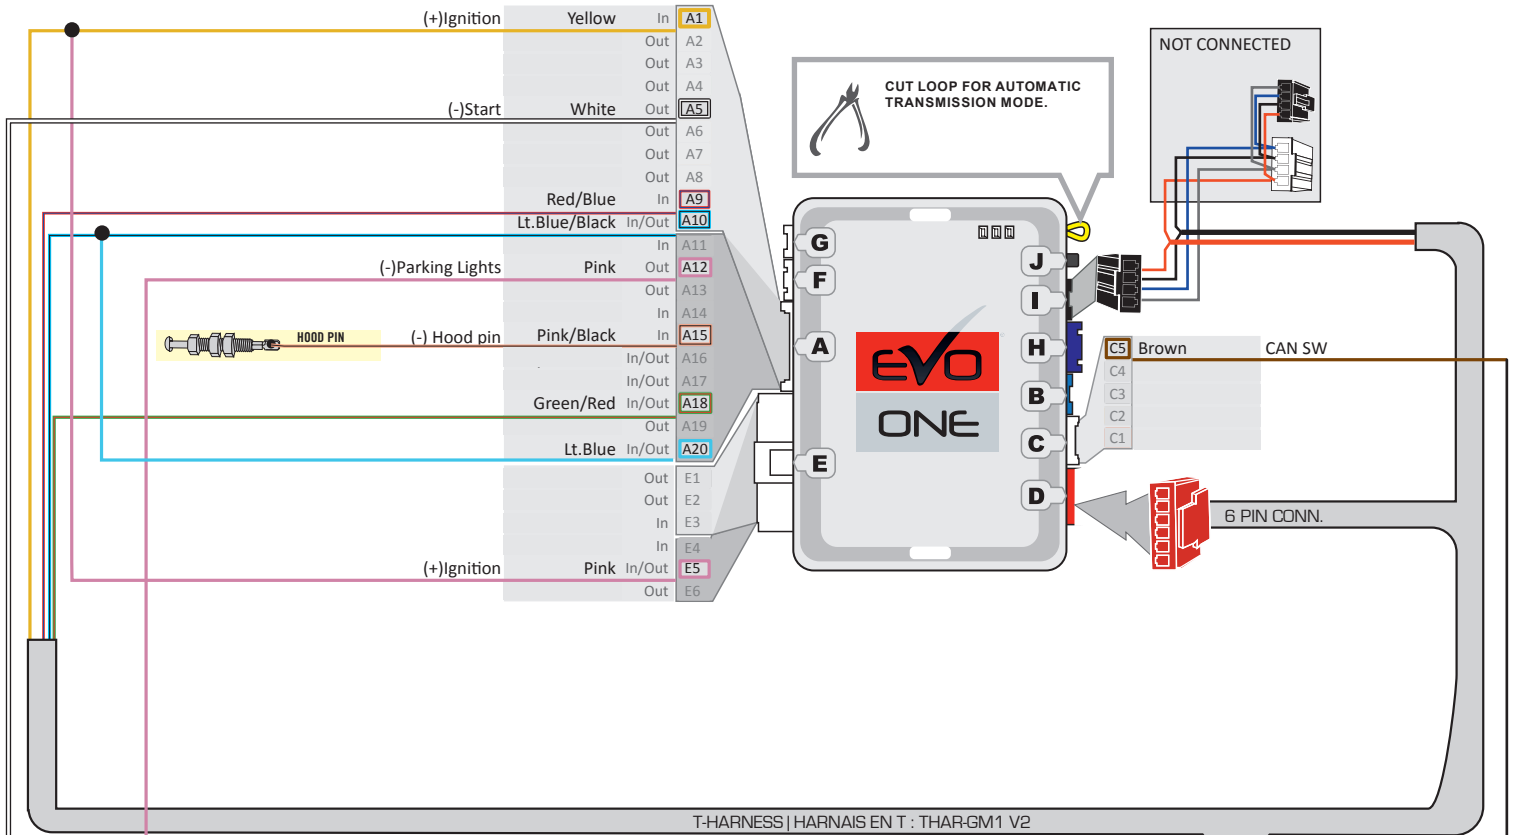 (+)Ignition Yellow In A1
Out A2
Out A3
Out A4
(-)Start White Out A5
Out A6
Out A7
Out A8
Red/Blue In A9
Lt.Blue/Black In/Out A10
In A11
(-)Parking Lights Pink Out A12
Out A13
In A14
HOOD PIN (-) Hood pin Pink/Black In A15
In/Out A16
In/Out A17
Green/Red In/Out A18
Out A19
Lt.Blue In/Out A20
Out E1
Out E2
In E3
In E4
(+)Ignition Pink In/Out E5
Out E6
CUT LOOP FOR AUTOMATIC
TRANSMISSION MODE.
NOT CONNECTED
G
F
A
E
J
I
H
B
C
D
EVO
ONE
C5 Brown CAN SW
C4
C3
C2
C1
6 PIN CONN.
T-HARNESS | HARNAIS EN T : THAR-GM1 V2